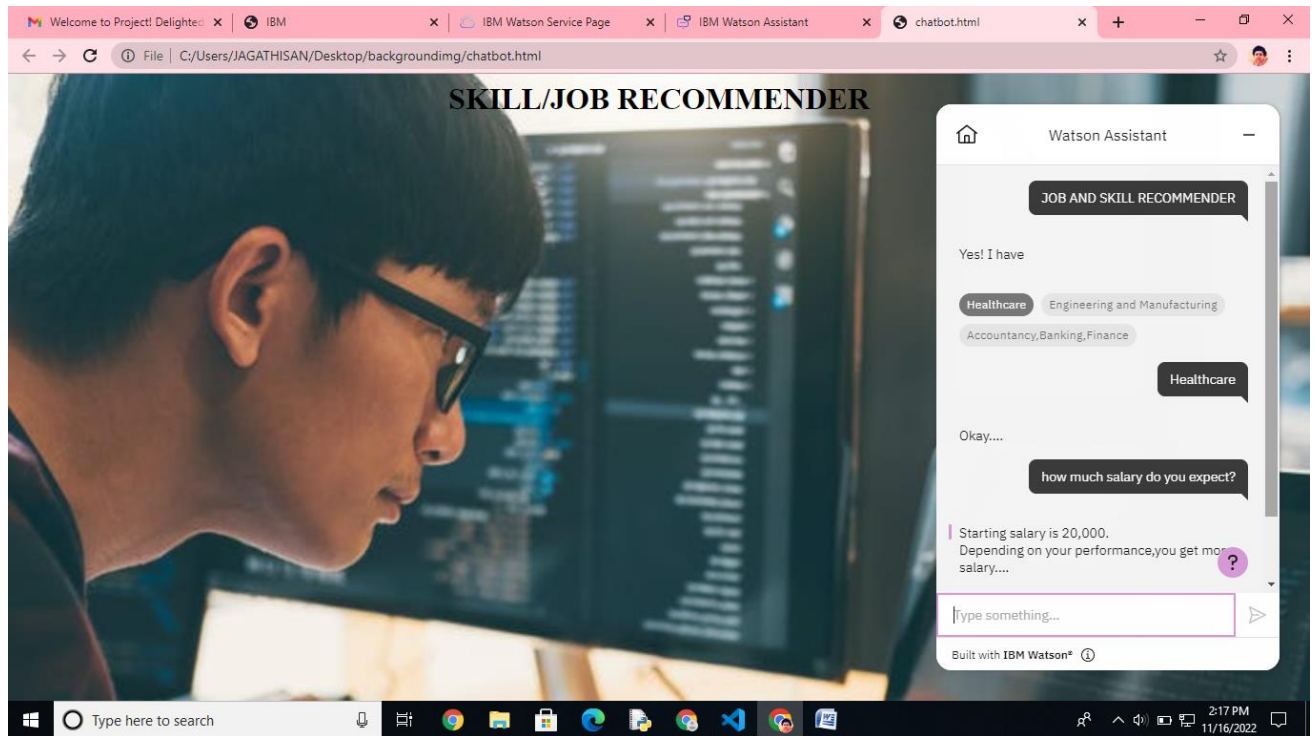 Welcome to Project! Delighted
IBM
IBM Watson Service Page
IBM Watson Assistant
chatbot.html
File | C:/Users/JAGATHISAN/Desktop/backgroundimg/chatbot.html
SKILL/JOB RECOMMENDER
Watson Assistant
JOB AND SKILL RECOMMENDER
Yes! I have
Healthcare
Engineering and Manufacturing
Accountancy,Banking,Finance
Healthcare
Okay....
how much salary do you expect?
Starting salary is 20,000.
Depending on your performance,you get more
salary....
?
Type something...
Built with IBM Watson®
Type here to search
2:17 PM
11/16/2022